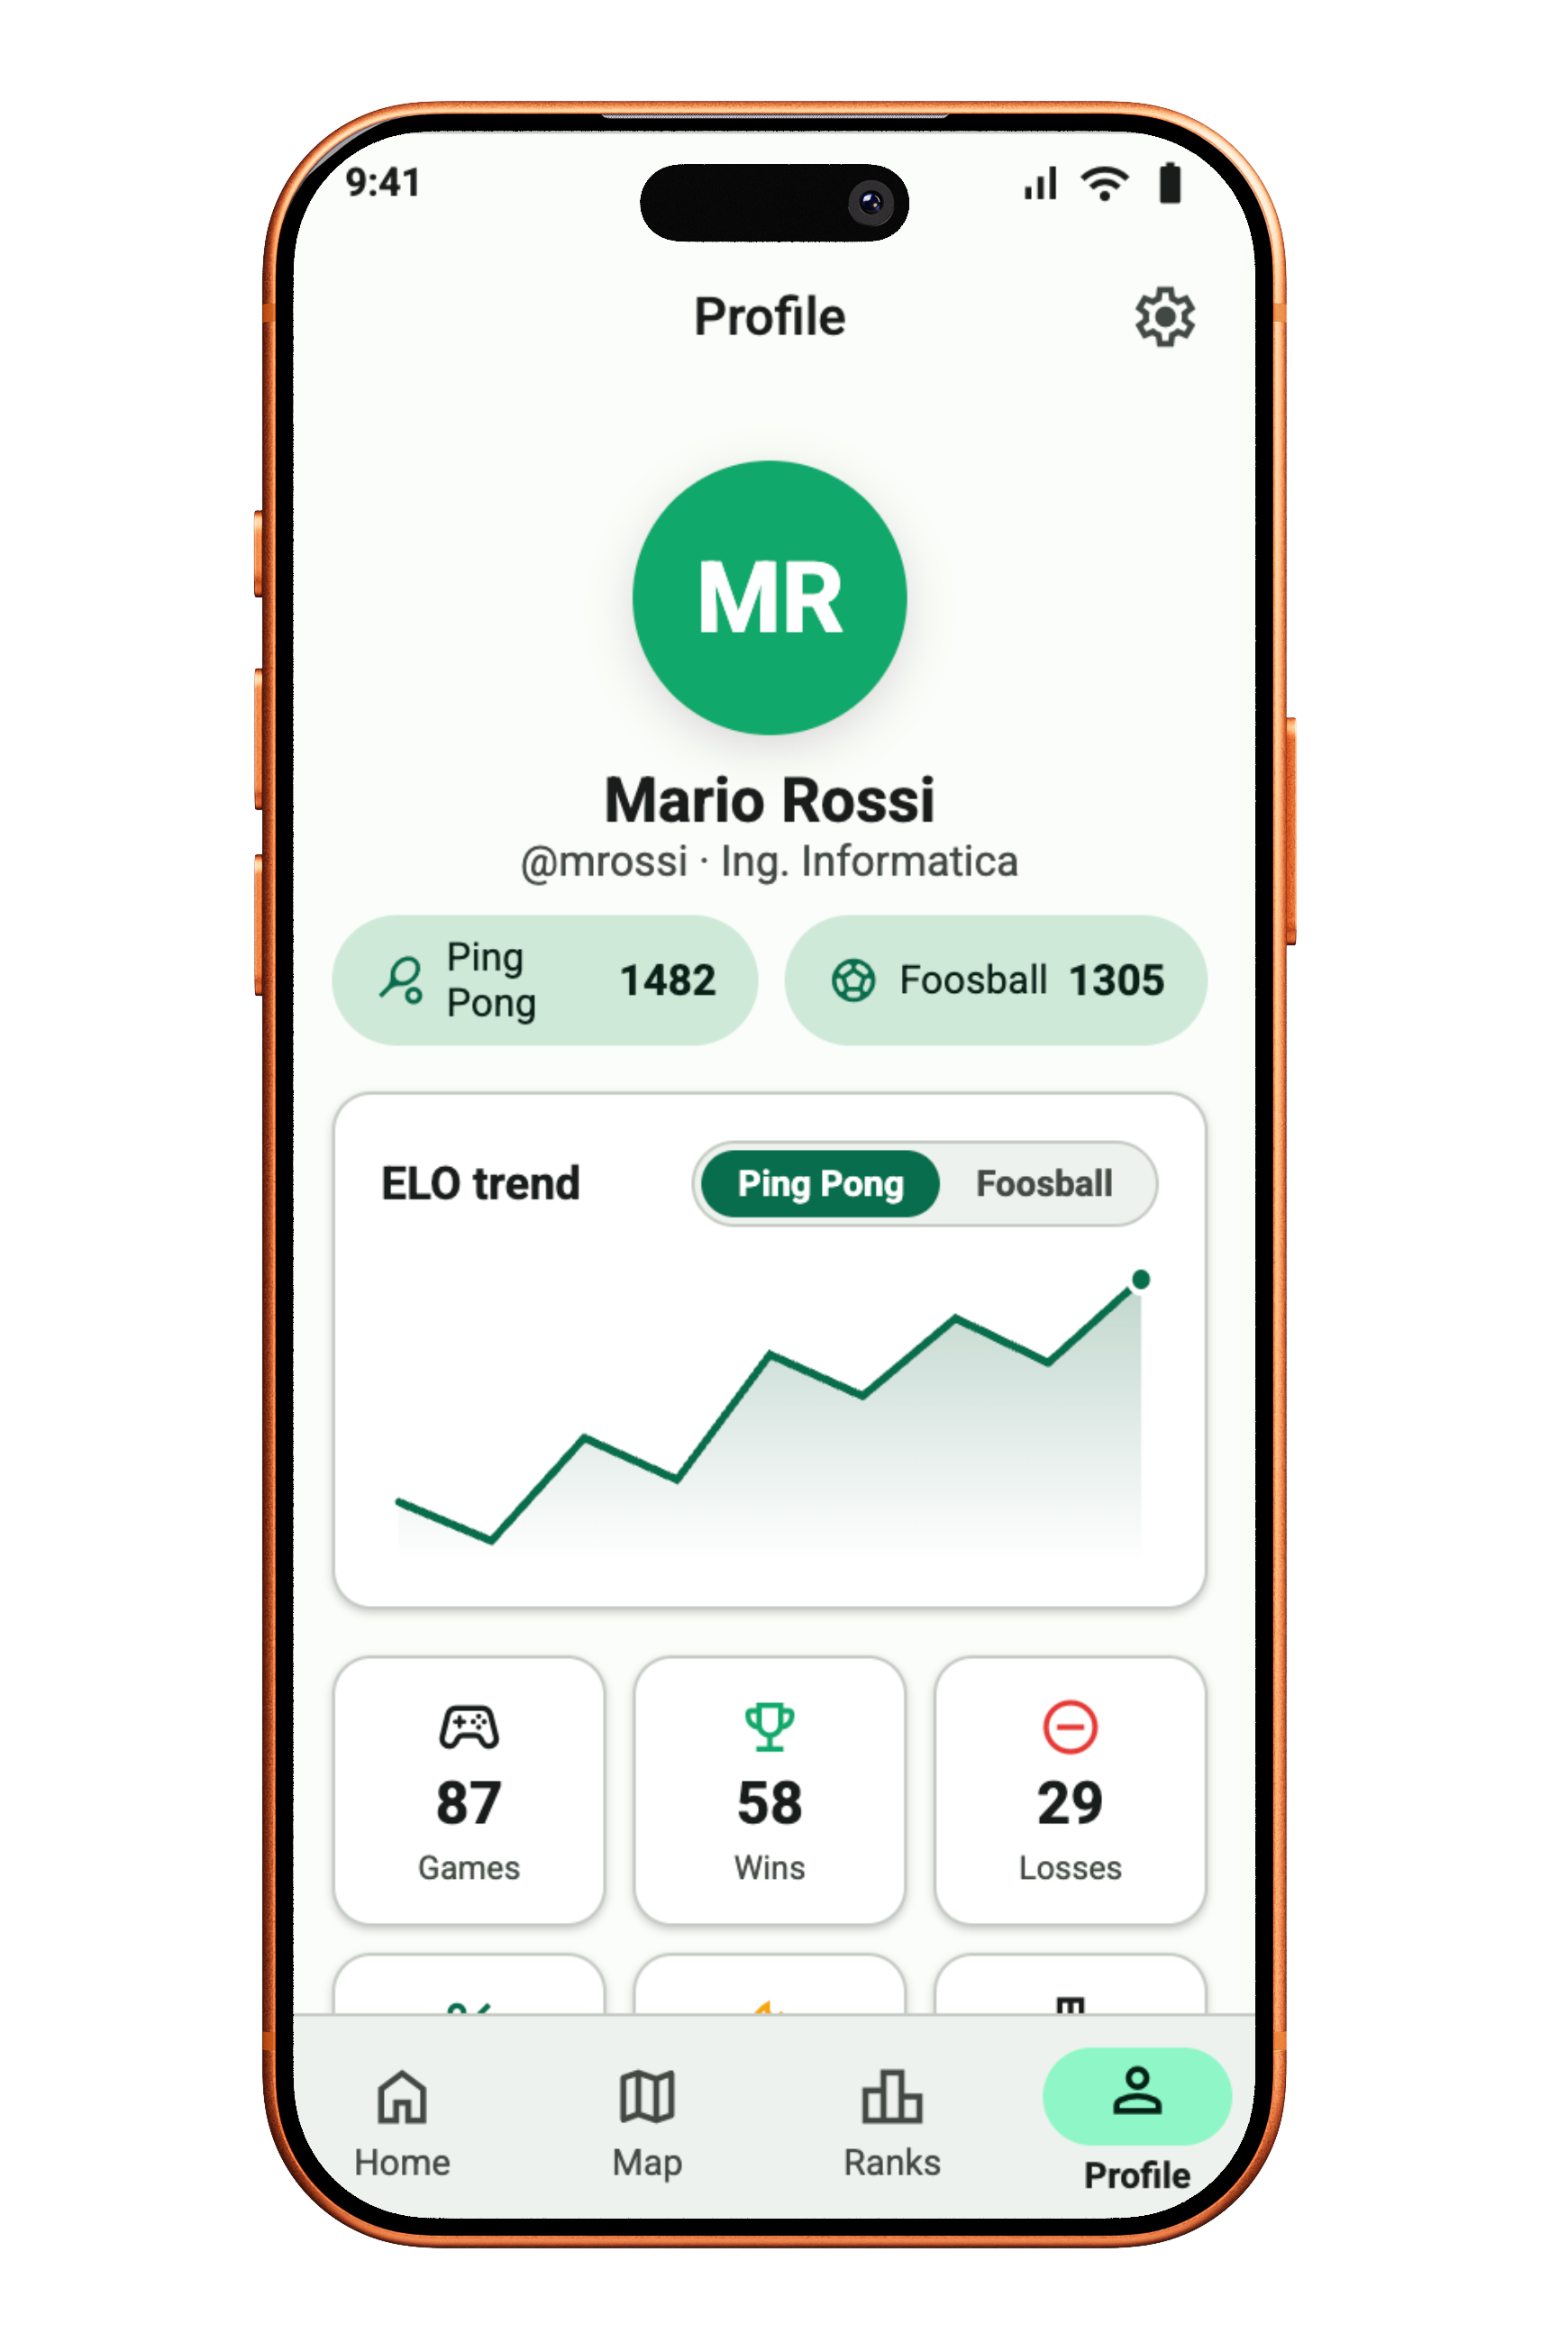 9:41
Profile
MR
Mario Rossi
@mrossi · Ing. Informatica
Ping
Pong
1482
Foosball 1305
ELO trend
Ping Pong
Foosball
87
Games
58
Wins
29
Losses
Home
Map
Ranks
Profile